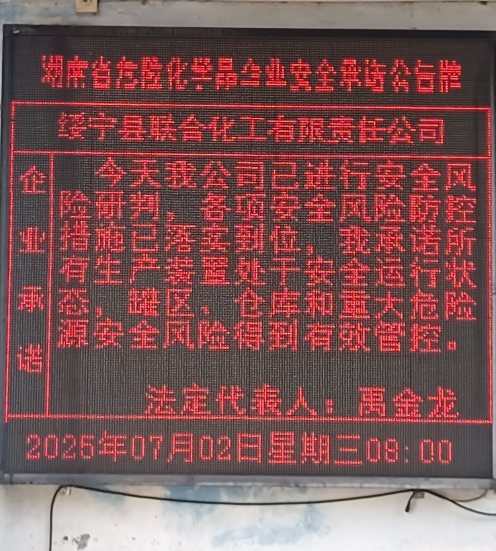 湖南省危险化学品企业安全承诺公告牌
绥宁县联合化工有限责任公司
企业承诺
今天我公司已进行安全风
险研判，各项安全风险防控
措施已落实到位，我承诺所
有生产装置处于安全运行状
态，罐区、仓库和重大危险
源安全风险得到有效管控。
法定代表人：禹金龙
2025年07月02日星期三08:00